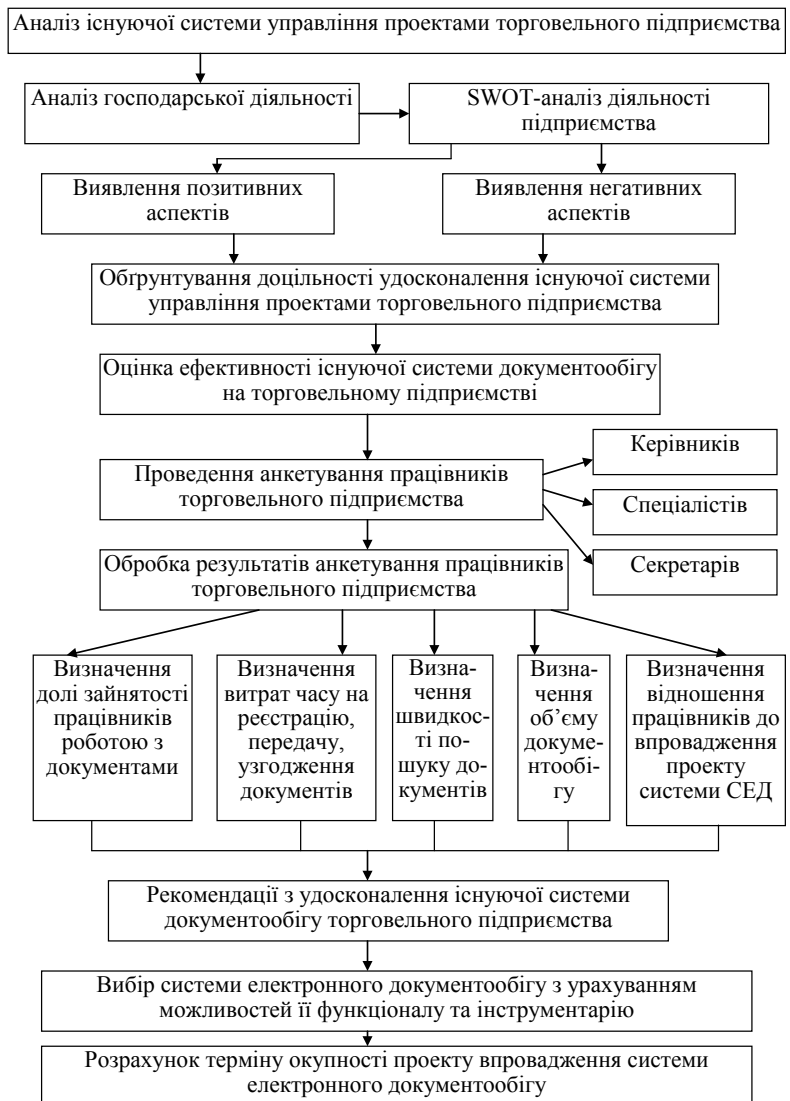 Аналіз існуючої системи управління проектами торговельного підприємства
Аналіз господарської діяльності
SWOT-аналіз діяльності
підприємства
Виявлення позитивних
аспектів
Виявлення негативних
аспектів
Обґрунтування доцільності удосконалення існуючої системи
управління проектами торговельного підприємства
Оцінка ефективності існуючої системи документообігу
на торговельному підприємстві
Проведення анкетування працівників
торговельного підприємства
Керівників
Спеціалістів
Секретарів
Обробка результатів анкетування працівників
торговельного підприємства
Визначення
долі зайнятості
працівників
роботою з
документами
Визначення
витрат часу на
реєстрацію,
передачу,
узгодження
документів
Визна-
чення
швидкос-
ті по-
шуку до-
кументів
Визна-
чення
об’єму
докуме-
нтообі-
гу
Визначення
відношення
працівників до
впровадження
проекту
системи СЕД
Рекомендації з удосконалення існуючої системи
документообігу торговельного підприємства
Вибір системи електронного документообігу з урахуванням
можливостей її функціоналу та інструментарію
Розрахунок терміну окупності проекту впровадження системи
електронного документообігу